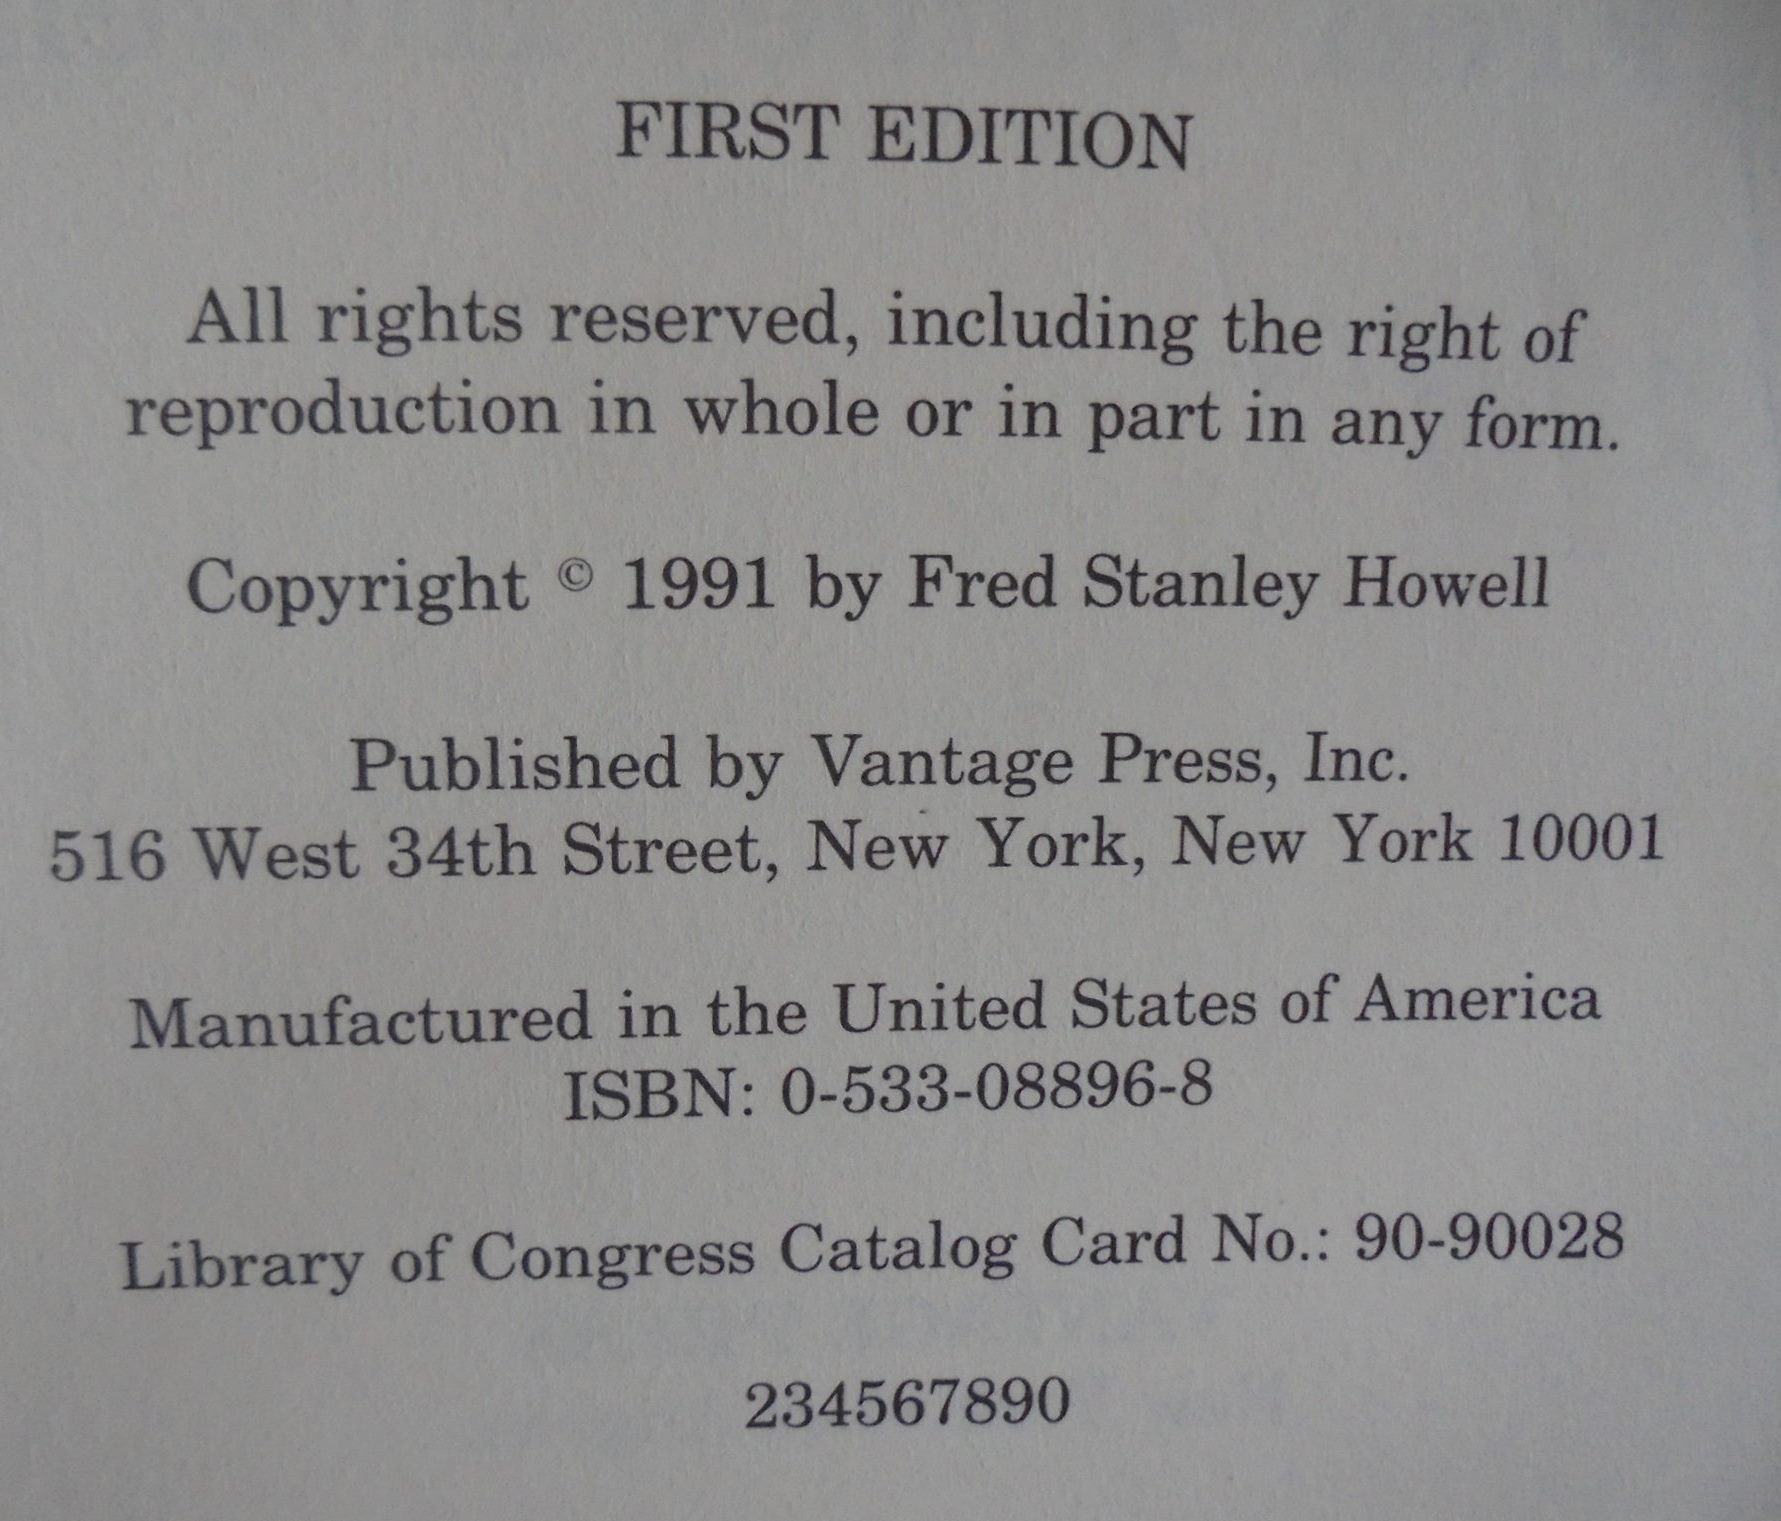 FIRST EDITION
All rights reserved, including the right of
reproduction in whole or in part in any form.
Copyright © 1991 by Fred Stanley Howell
Published by Vantage Press, Inc.
516 West 34th Street, New York, New York 10001
Manufactured in the United States of America
ISBN: 0-533-08896-8
Library of Congress Catalog Card No.: 90-90028
234567890